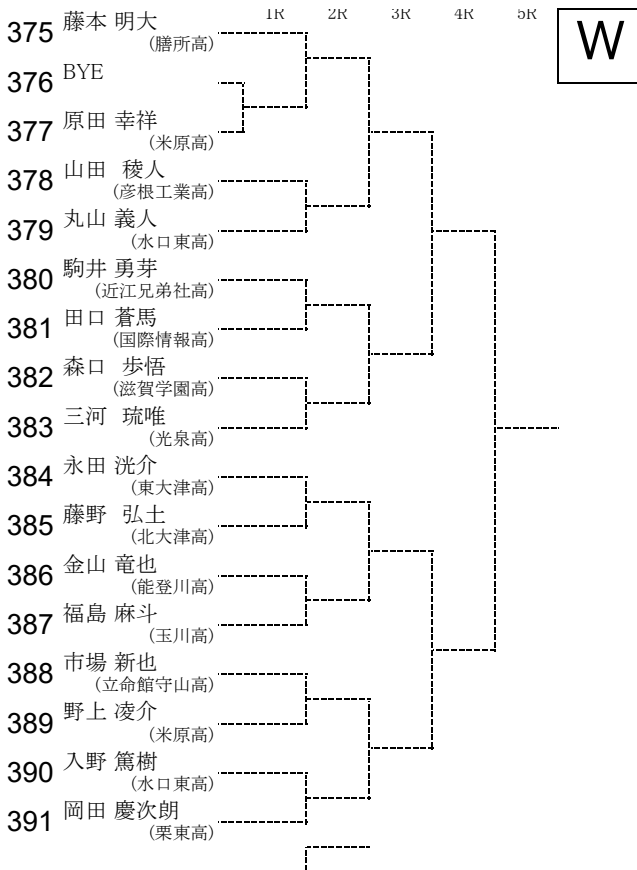 1R 2R 3R 4R 5R
W
375 藤本 明大
(膳所高)
376 BYE
377 原田 幸祥
(米原高)
378 山田 稜人
(彦根工業高)
379 丸山 義人
(水口東高)
380 駒井 勇芽
(近江兄弟社高)
381 田口 蒼馬
(国際情報高)
382 森口 歩悟
(滋賀学園高)
383 三河 琉唯
(光泉高)
384 永田 洸介
(東大津高)
385 藤野 弘士
(北大津高)
386 金山 竜也
(能登川高)
387 福島 麻斗
(玉川高)
388 市場 新也
(立命館守山高)
389 野上 凌介
(米原高)
390 入野 篤樹
(水口東高)
391 岡田 慶次朗
(栗東高)